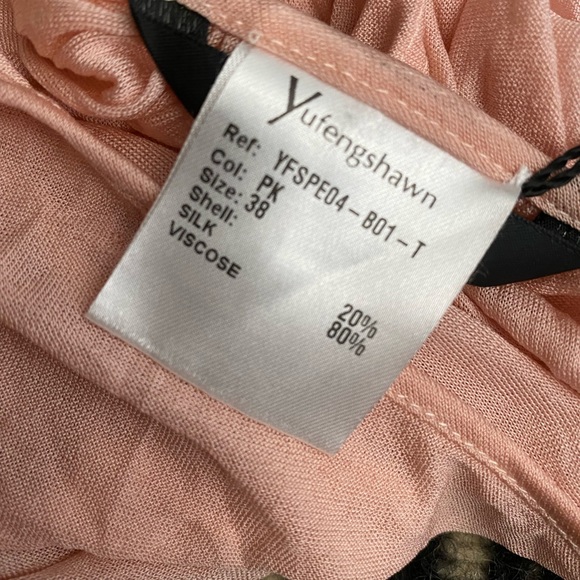 Yufengshawn
Ref: YFSPE04-B01-T
Col: PK
Size: 38
Shell:
SILK 20%
VISCOSE 80%